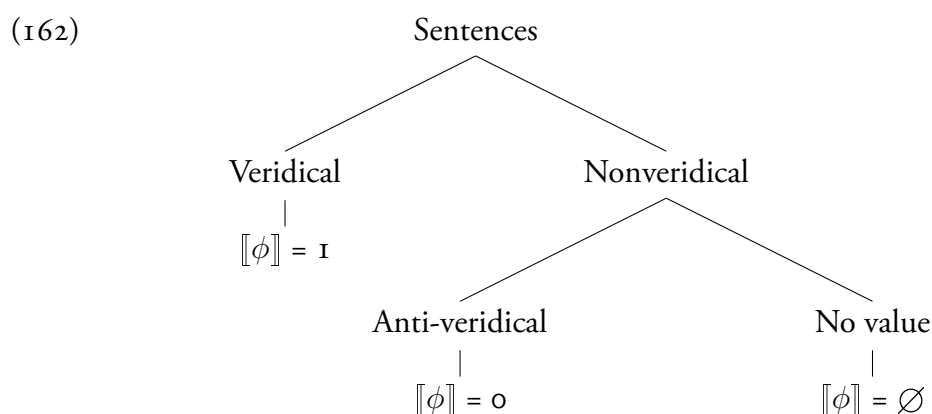 (162) Sentences
Veridical Nonveridical
⟦ϕ⟧ = 1
Anti-veridical No value
⟦ϕ⟧ = 0 ⟦ϕ⟧ = ∅